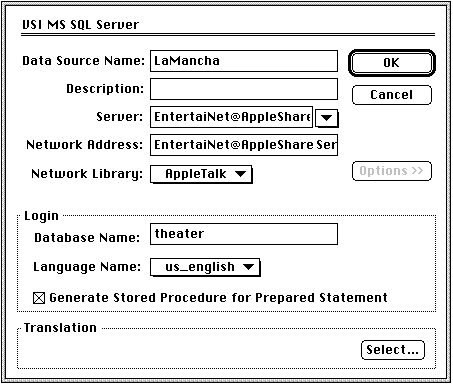 VSI MS SQL Server
Data Source Name: LaMancha
OK
Description:
Cancel
Server: EntertaiNet@AppleShare
Network Address: EntertaiNet@AppleShare Ser
Network Library: AppleTalk
Options >>
Login
Database Name: theater
Language Name: us_english
Generate Stored Procedure for Prepared Statement
Translation
Select...